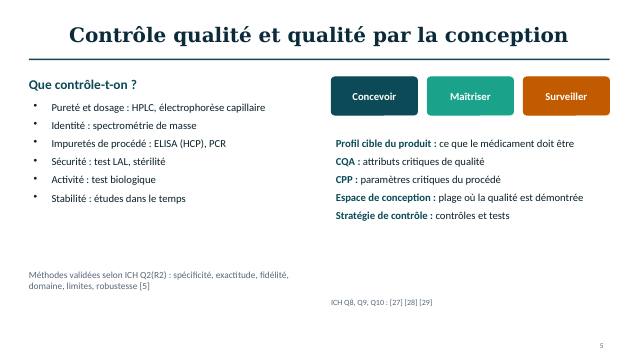 Contrôle qualité et qualité par la conception
Que contrôle-t-on ?
• Pureté et dosage : HPLC, électrophorèse capillaire
• Identité : spectrométrie de masse
• Impuretés de procédé : ELISA (HCP), PCR
• Sécurité : test LAL, stérilité
• Activité : test biologique
• Stabilité : études dans le temps
Méthodes validées selon ICH Q2(R2) : spécificité, exactitude, fidélité,
domaine, limites, robustesse [5]
Concevoir
Maîtriser
Surveiller
Profil cible du produit : ce que le médicament doit être
CQA : attributs critiques de qualité
CPP : paramètres critiques du procédé
Espace de conception : plage où la qualité est démontrée
Stratégie de contrôle : contrôles et tests
ICH Q8, Q9, Q10 : [27] [28] [29]
5